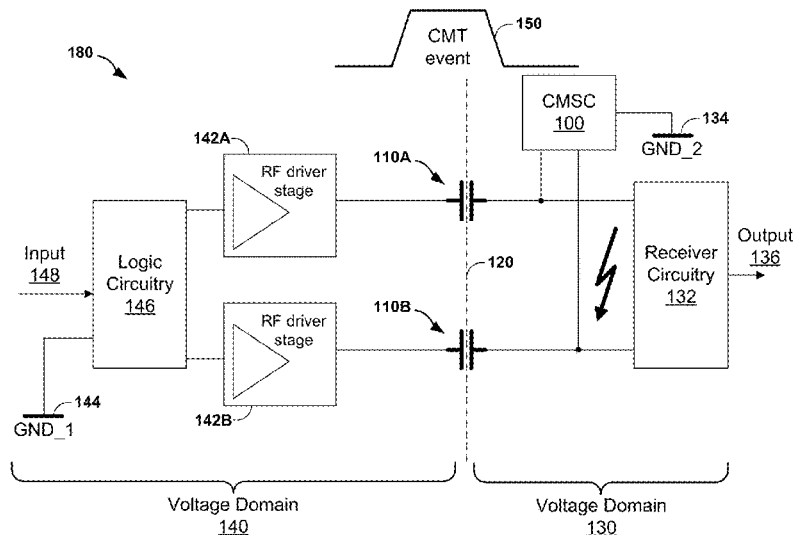 180
CMT
event
150
CMSC
100
134
GND_2
142A
RF driver
stage
110A
Input
148
Logic
Circuitry
146
120
Receiver
Circuitry
132
Output
136
110B
RF driver
stage
142B
144
GND_1
Voltage Domain
140
Voltage Domain
130